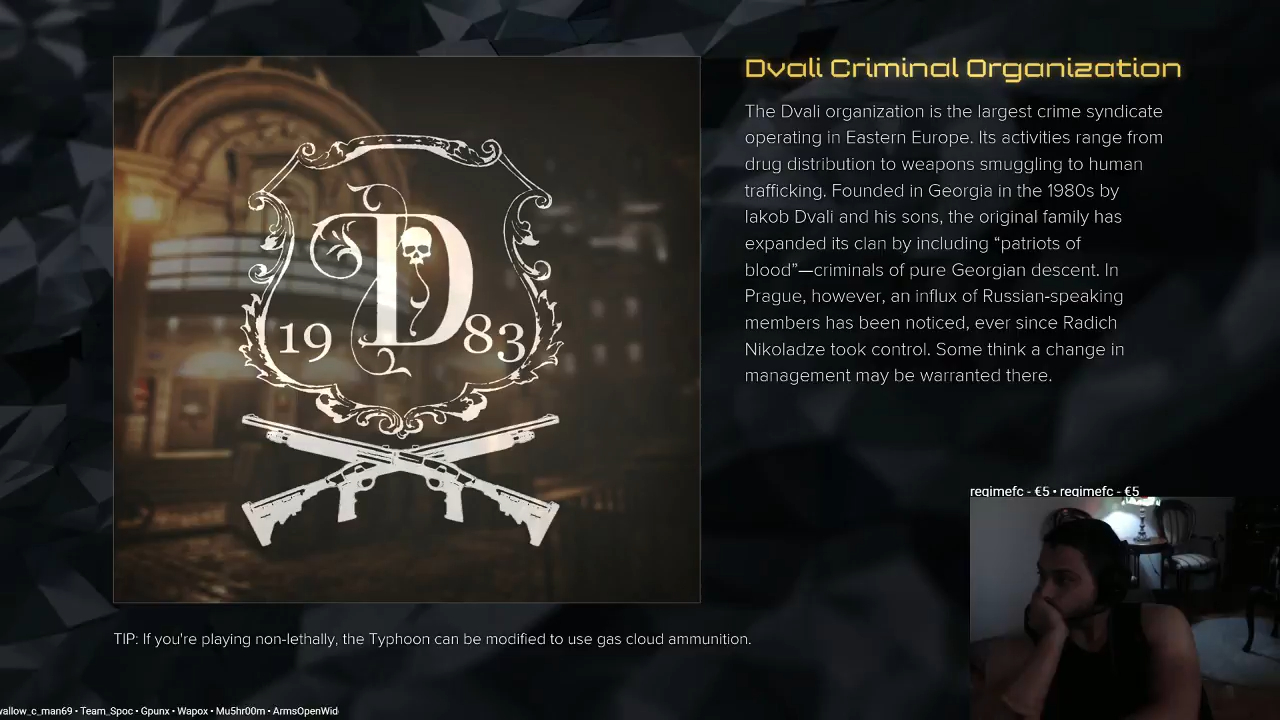 Dvali Criminal Organization
The Dvali organization is the largest crime syndicate
operating in Eastern Europe. Its activities range from
drug distribution to weapons smuggling to human
trafficking. Founded in Georgia in the 1980s by
Iakob Dvali and his sons, the original family has
expanded its clan by including “patriots of
blood”—criminals of pure Georgian descent. In
Prague, however, an influx of Russian-speaking
members has been noticed, ever since Radich
Nikoladze took control. Some think a change in
management may be warranted there.
D
19 83
regimefc - €5 • regimefc - €5
TIP: If you're playing non-lethally, the Typhoon can be modified to use gas cloud ammunition.
wallow_c_man69 • Team_Spoc • Gpunx • Wapox • Mu5hr00m • ArmsOpenWid